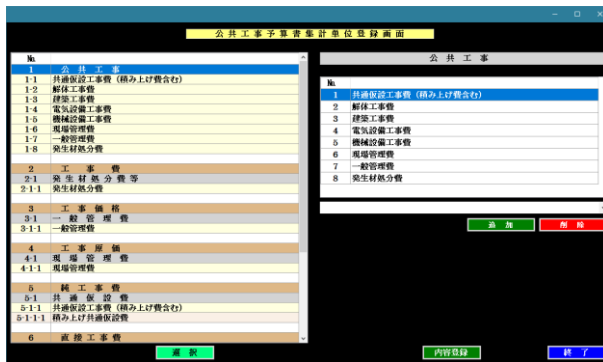 公共工事予算書集計単位登録画面
No.
1 公共工事
1-1 共通仮設工事費（積み上げ費含む）
1-2 解体工事費
1-3 建築工事費
1-4 電気設備工事費
1-5 機械設備工事費
1-6 現場管理費
1-7 一般管理費
1-8 発生材処分費
2 工事費
2-1 発生材処分費等
2-1-1 発生材処分費
3 工事価格
3-1 一般管理費
3-1-1 一般管理費
4 工事原価
4-1 現場管理費
4-1-1 現場管理費
5 純工事費
5-1 共通仮設費
5-1-1 共通仮設工事費（積み上げ費含む）
5-1-1-1 積み上げ共通仮設費
6 直接工事費
選択
公共工事
No.
1 共通仮設工事費（積み上げ費含む）
2 解体工事費
3 建築工事費
4 電気設備工事費
5 機械設備工事費
6 現場管理費
7 一般管理費
8 発生材処分費
追加 削除
内容登録 終了